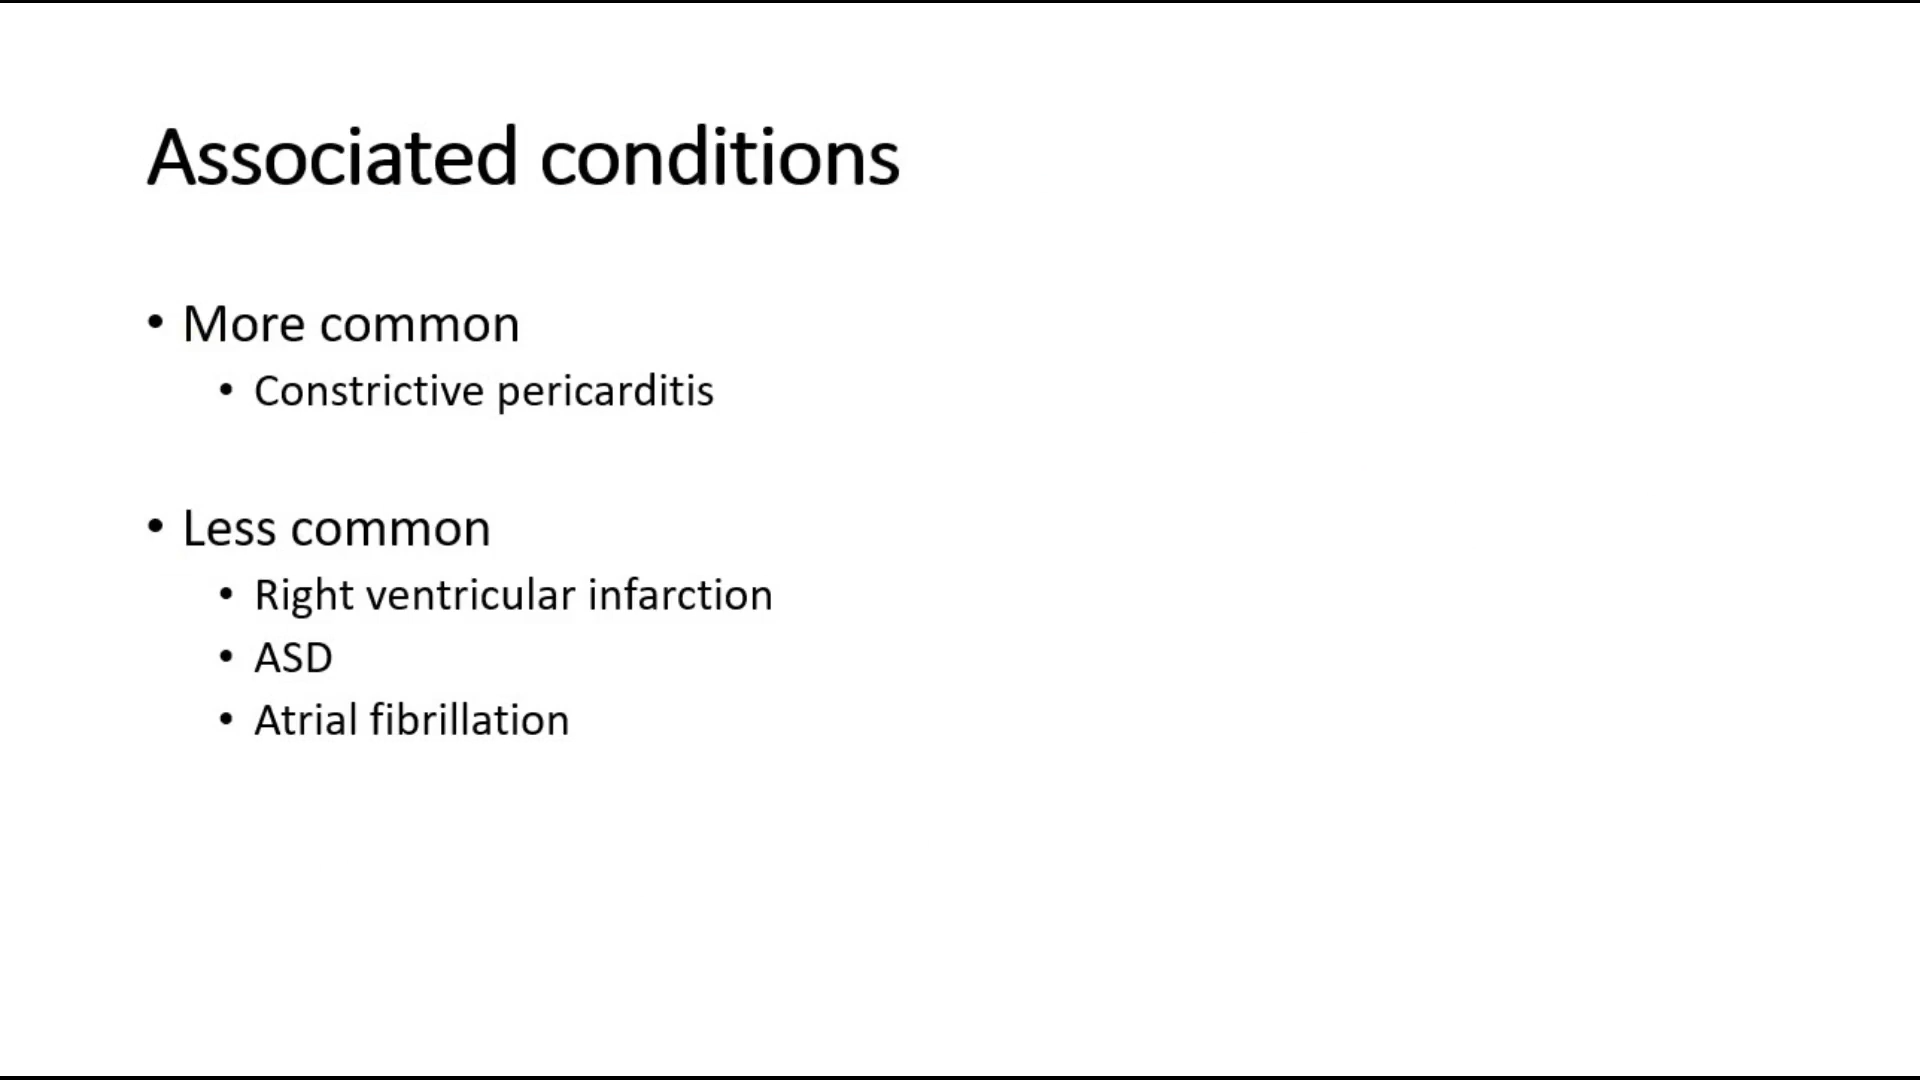 Associated conditions
• More common
• Constrictive pericarditis
• Less common
• Right ventricular infarction
• ASD
• Atrial fibrillation